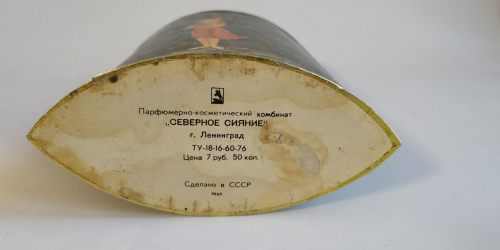 Парфюмерно-косметический комбинат
„СЕВЕРНОЕ СИЯНИЕ“
г. Ленинград
ТУ-18-16-60-76
Цена 7 руб. 50 коп.
Сделано в СССР